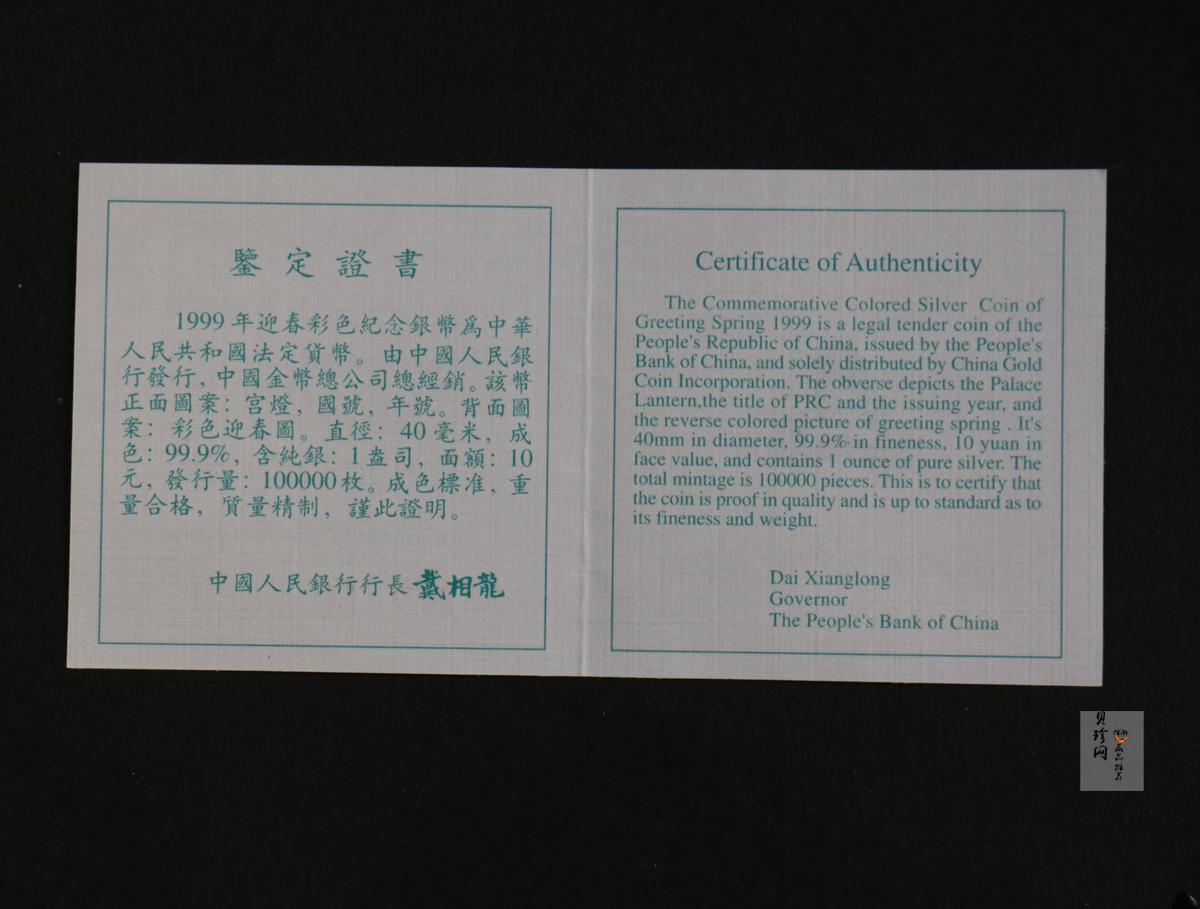 鑒定證書
1999年迎春彩色紀念銀幣爲中華
人民共和國法定貨幣。由中國人民銀
行發行，中國金幣總公司總經銷。該幣
正面圖案：宮燈，國號，年號。背面圖
案：彩色迎春圖。直徑：40毫米，成
色：99.9%，含純銀：1盎司，面額：10
元，發行量：100000枚。成色標准，重
量合格，質量精制，謹此證明。
中國人民銀行行長戴相龍
Certificate of Authenticity
The Commemorative Colored Silver Coin of
Greeting Spring 1999 is a legal tender coin of the
People's Republic of China, issued by the People's
Bank of China, and solely distributed by China Gold
Coin Incorporation. The obverse depicts the Palace
Lantern,the title of PRC and the issuing year, and
the reverse colored picture of greeting spring . It's
40mm in diameter, 99.9% in fineness, 10 yuan in
face value, and contains 1 ounce of pure silver. The
total mintage is 100000 pieces. This is to certify that
the coin is proof in quality and is up to standard as to
its fineness and weight.
Dai Xianglong
Governor
The People's Bank of China
贝珍网
藏品推荐